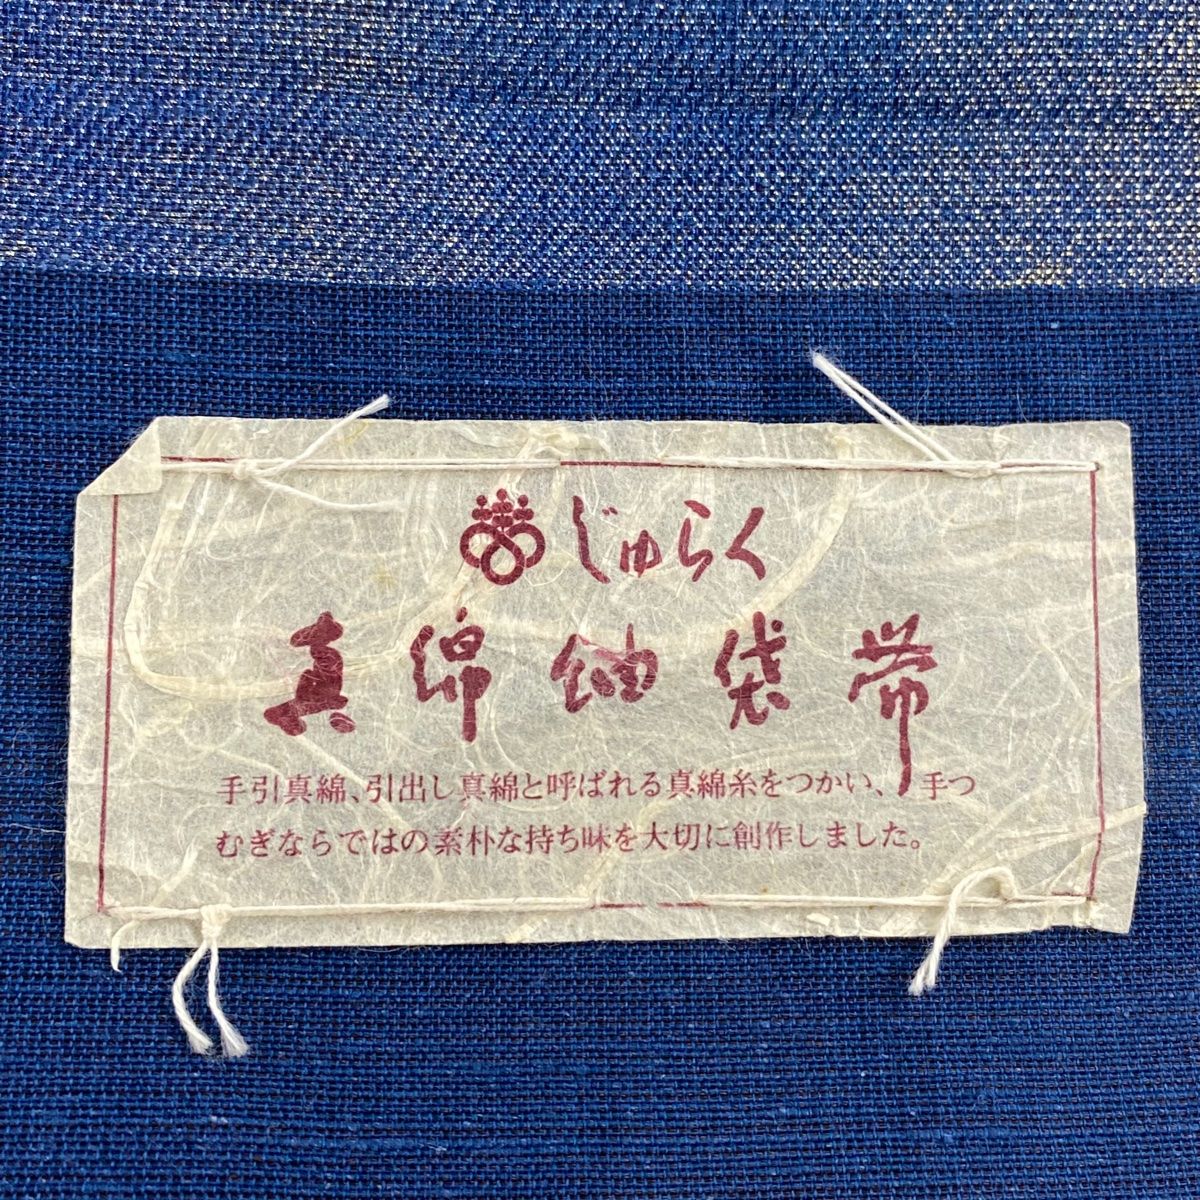 じゅらく
真綿紬袋帯
手引真綿、引出し真綿と呼ばれる真綿糸をつかい、手つ
むぎならではの素朴な持ち味を大切に創作しました。